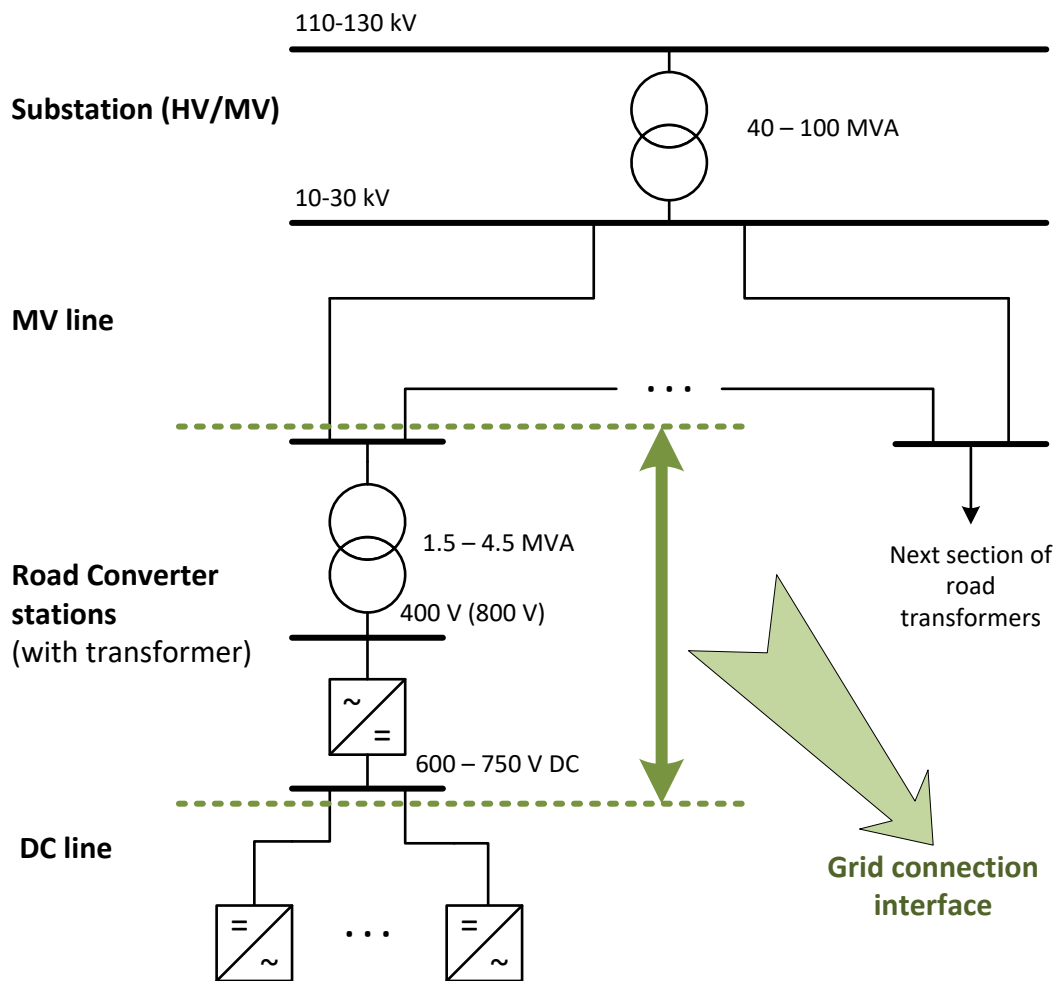 110-130 kV
Substation (HV/MV)
40 – 100 MVA
10-30 kV
MV line
. . .
1.5 – 4.5 MVA
Next section of
road
transformers
Road Converter
stations
(with transformer)
400 V (800 V)
~
=
600 – 750 V DC
DC line
Grid connection
interface
=
~
. . .
=
~